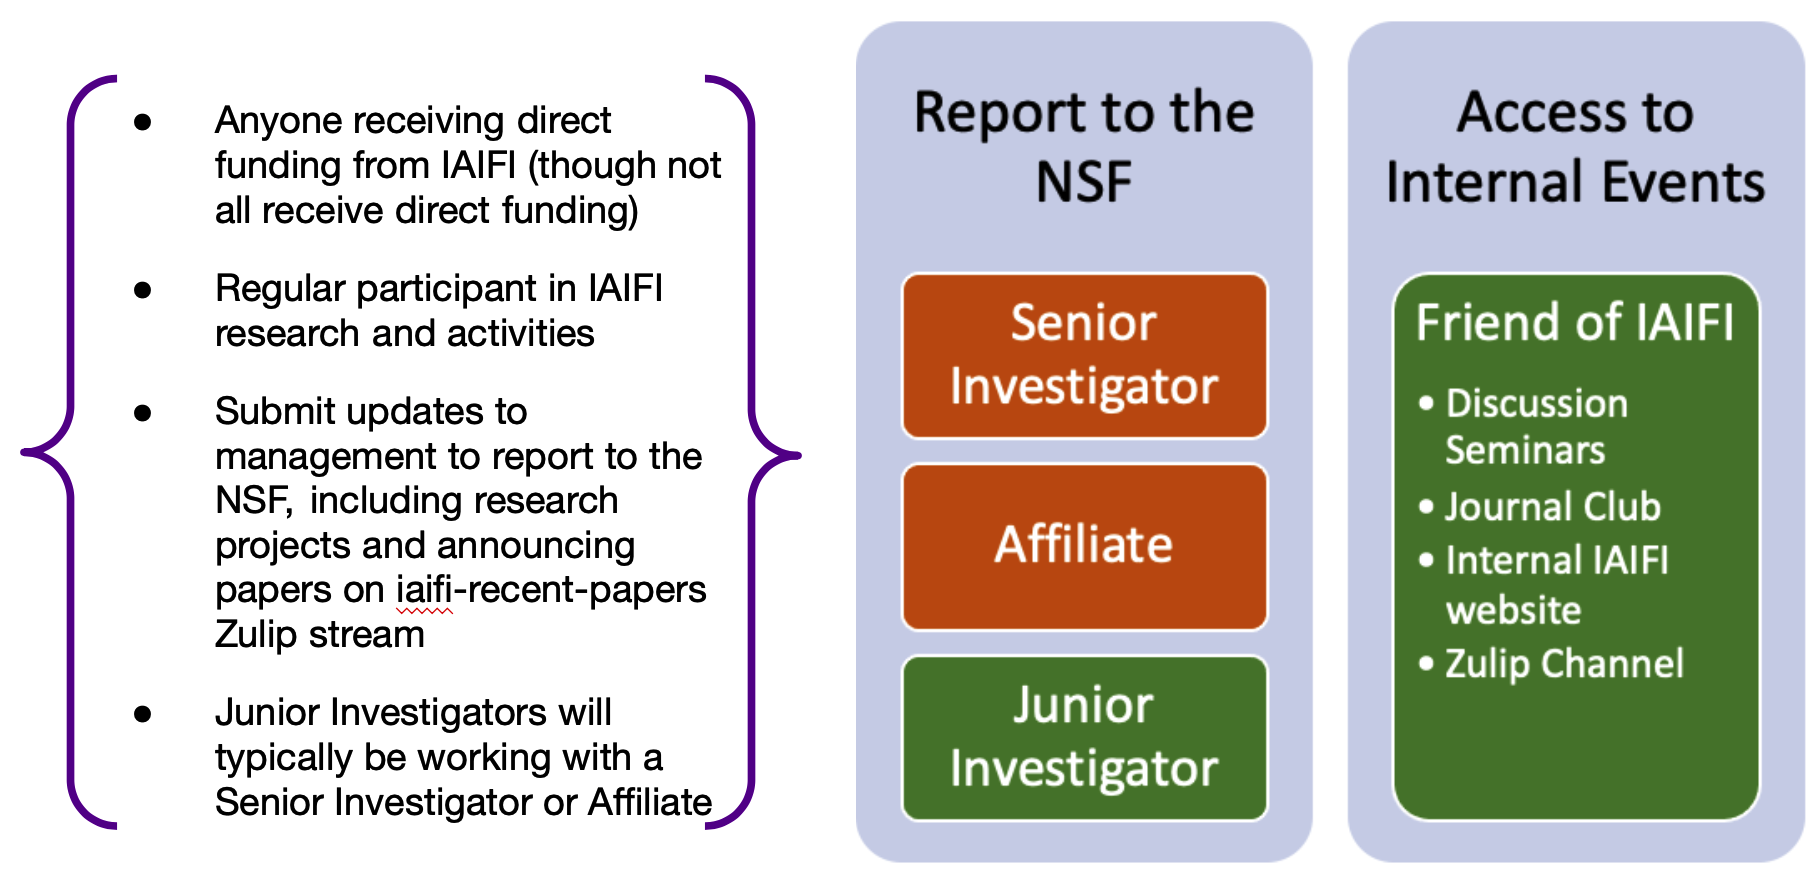 ● Anyone receiving direct
funding from IAIFI (though not
all receive direct funding)
● Regular participant in IAIFI
research and activities
● Submit updates to
management to report to the
NSF, including research
projects and announcing
papers on iaifi-recent-papers
Zulip stream
● Junior Investigators will
typically be working with a
Senior Investigator or Affiliate
Report to the
NSF
Senior
Investigator
Affiliate
Junior
Investigator
Access to
Internal Events
Friend of IAIFI
• Discussion
Seminars
• Journal Club
• Internal IAIFI
website
• Zulip Channel